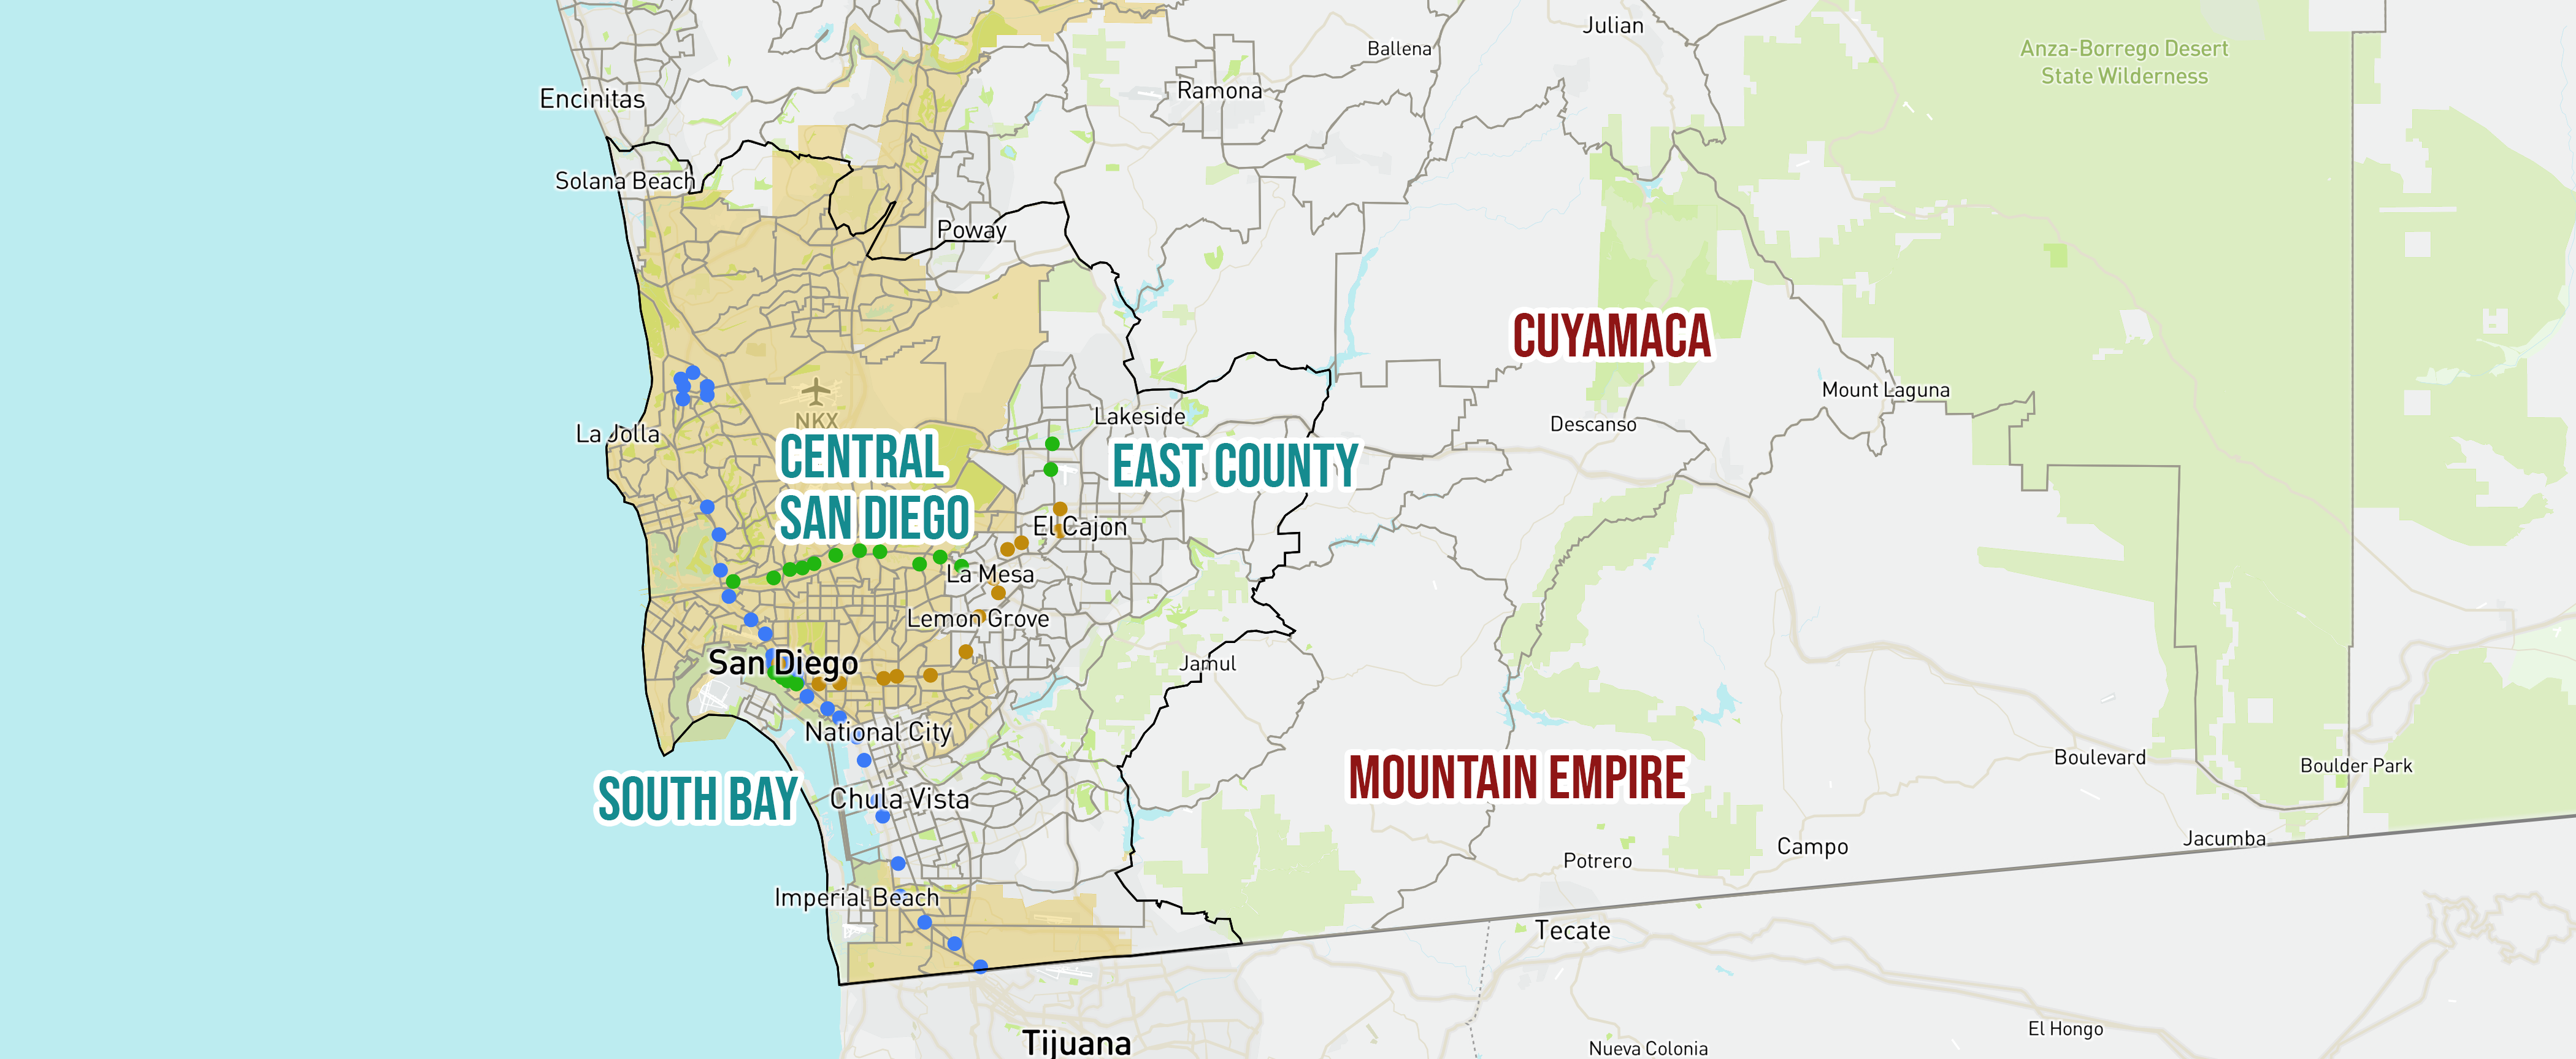 Julian
Ballena
Anza-Borrego Desert
State Wilderness
Ramona
Encinitas
Solana Beach
Poway
CUYAMACA
Mount Laguna
NKX
Lakeside
Descanso
La Jolla
CENTRAL
SAN DIEGO
EAST COUNTY
El Cajon
La Mesa
Lemon Grove
San Diego
Jamul
National City
MOUNTAIN EMPIRE
Boulevard
Boulder Park
SOUTH BAY
Chula Vista
Jacumba
Campo
Potrero
Imperial Beach
Tecate
Tijuana
El Hongo
Nueva Colonia